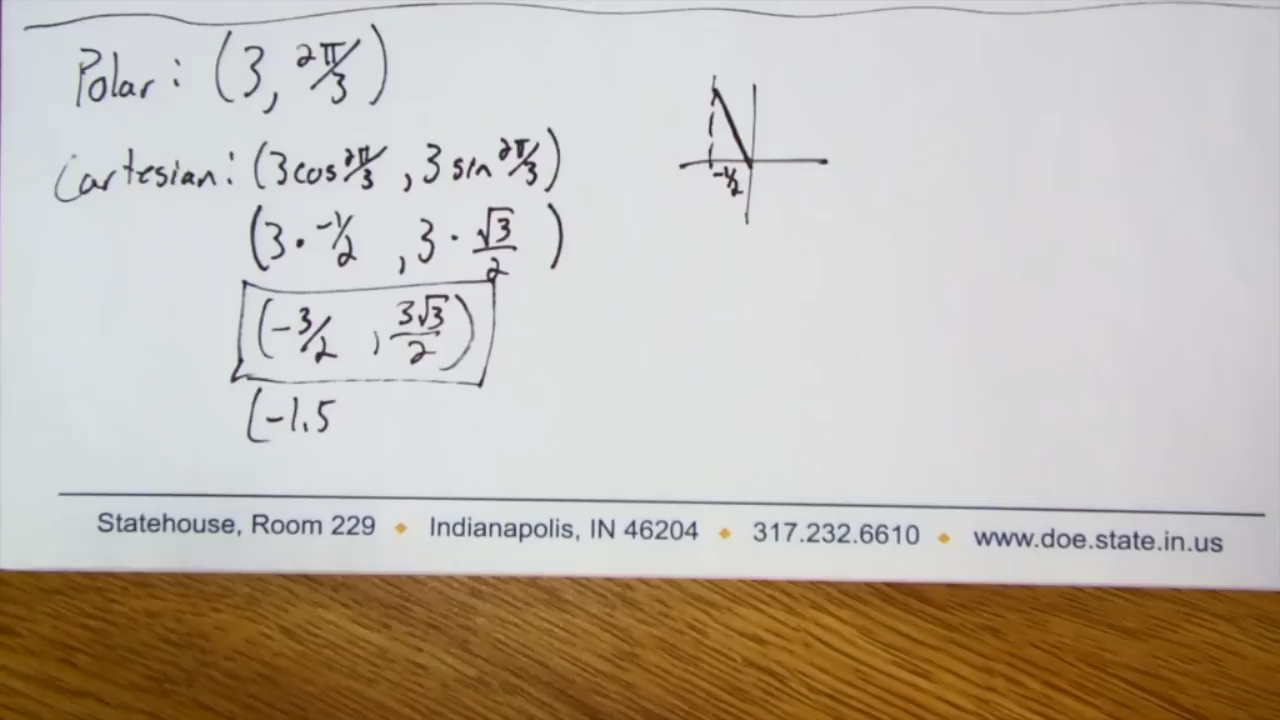 Polar: (3, 2π/3)
Cartesian: (3cos 2π/3, 3 sin 2π/3)
(3 · -1/2, 3 · √3/2)
(-3/2, 3√3/2)
(-1.5
-1/2
Statehouse, Room 229 • Indianapolis, IN 46204 • 317.232.6610 • www.doe.state.in.us